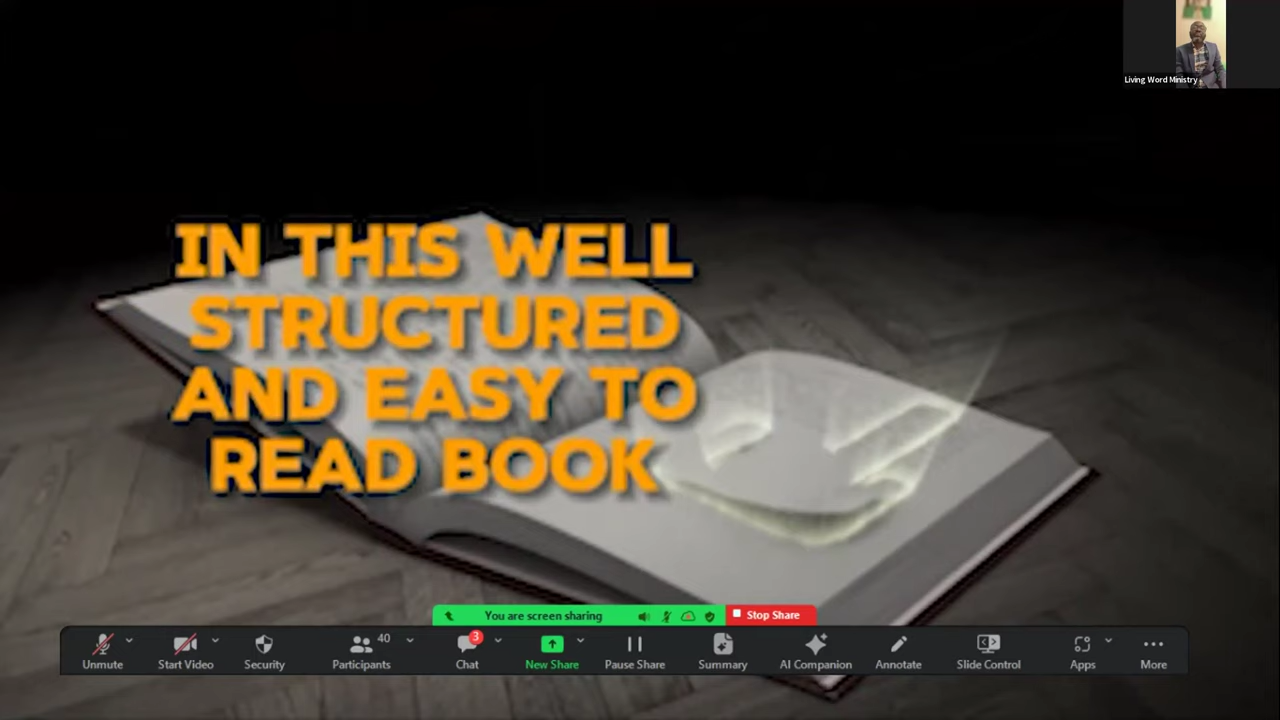 Living Word Ministry
IN THIS WELL
STRUCTURED
AND EASY TO
READ BOOK
You are screen sharing
Stop Share
Unmute
Start Video
Security
40
Participants
3
Chat
New Share
Pause Share
Summary
AI Companion
Annotate
Slide Control
Apps
More